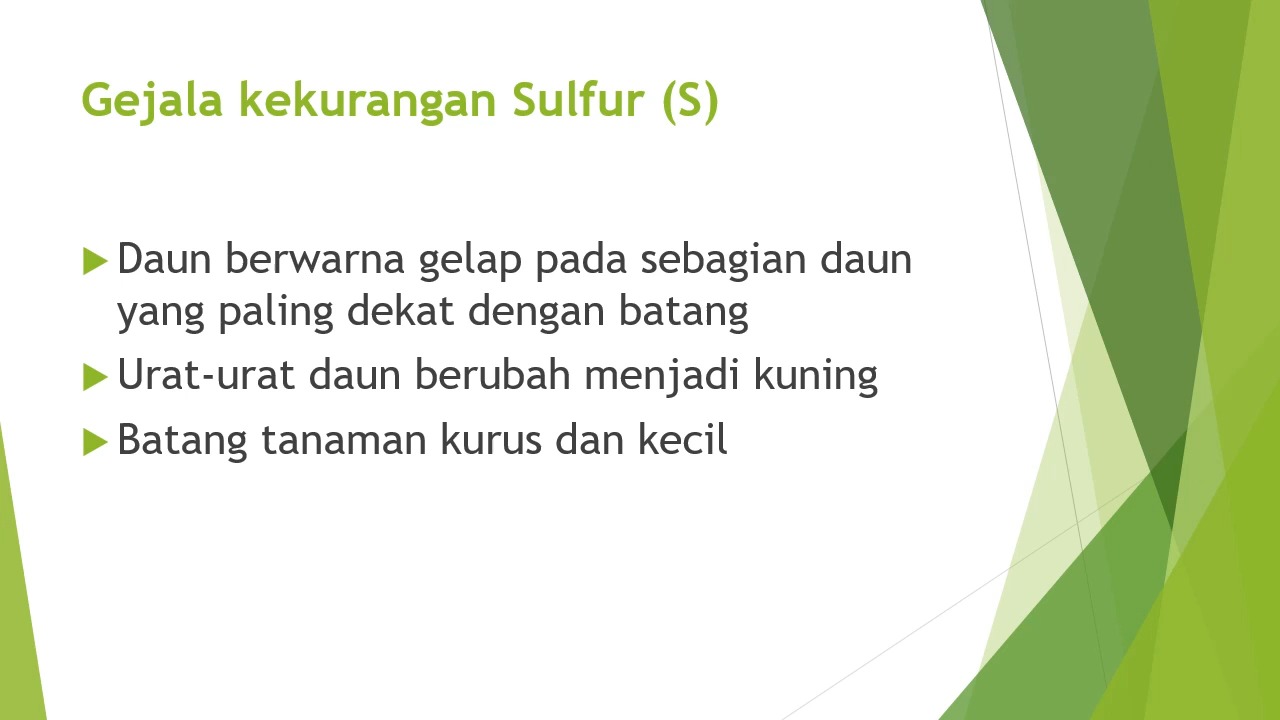 Gejala kekurangan Sulfur (S)
Daun berwarna gelap pada sebagian daun
yang paling dekat dengan batang
Urat-urat daun berubah menjadi kuning
Batang tanaman kurus dan kecil